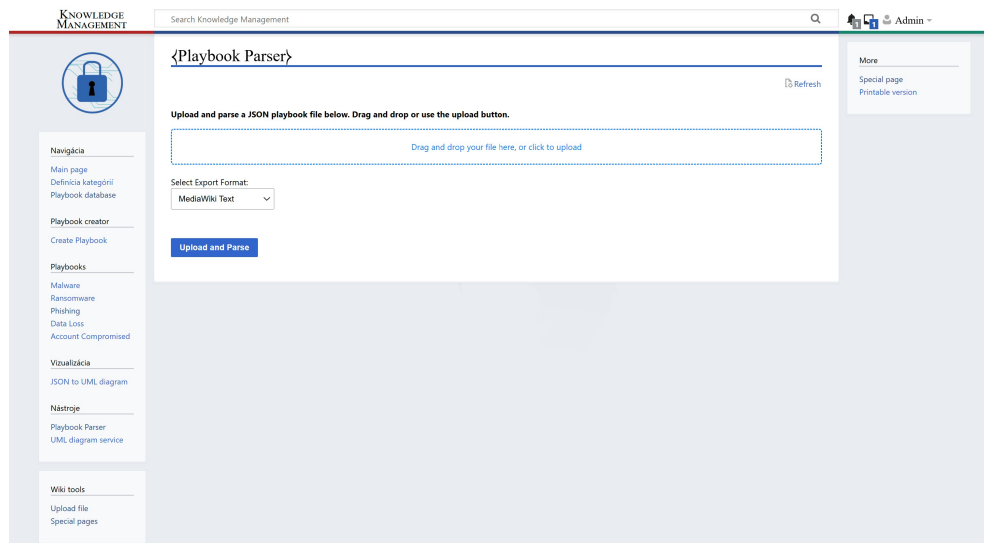 KNOWLEDGE
MANAGEMENT
Search Knowledge Management
1
1
Admin
{Playbook Parser}
Refresh
Upload and parse a JSON playbook file below. Drag and drop or use the upload button.
Drag and drop your file here, or click to upload
Select Export Format:
MediaWiki Text
Upload and Parse
More
Special page
Printable version
Navigácia
Main page
Definícia kategórií
Playbook database
Playbook creator
Create Playbook
Playbooks
Malware
Ransomware
Phishing
Data Loss
Account Compromised
Vizualizácia
JSON to UML diagram
Nástroje
Playbook Parser
UML diagram service
Wiki tools
Upload file
Special pages